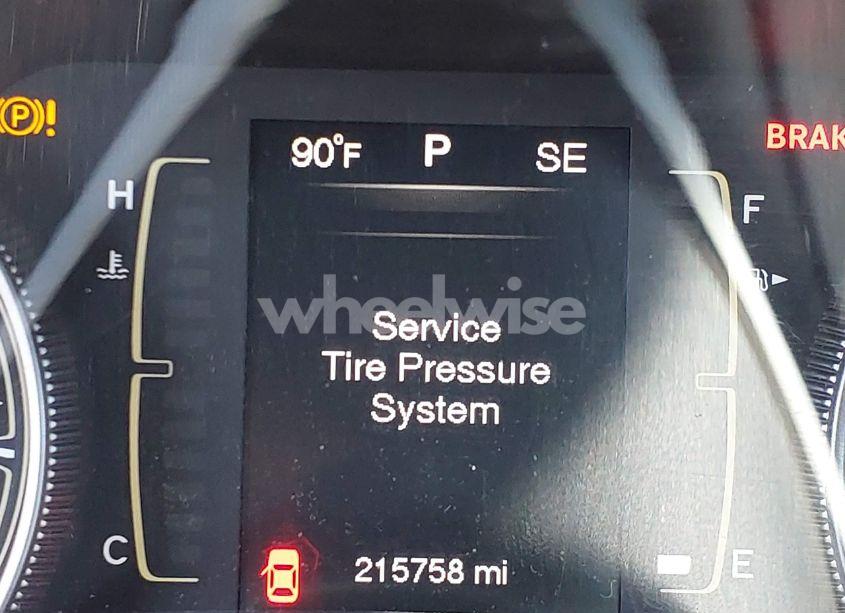 (P)!
90°F P SE
BRAK
H
F
wheelwise
Service
Tire Pressure
System
C
215758 mi
E